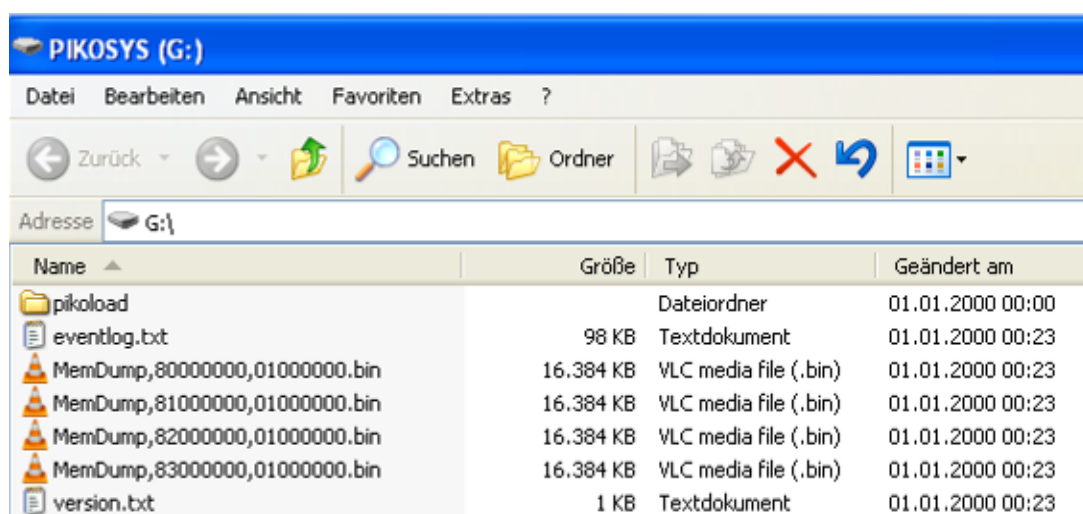 PIKOSYS (G:)
Datei Bearbeiten Ansicht Favoriten Extras ?
Zurück Suchen Ordner
Adresse G:\
Name Größe Typ Geändert am
pikoload Dateiordner 01.01.2000 00:00
eventlog.txt 98 KB Textdokument 01.01.2000 00:23
MemDump,80000000,01000000.bin 16.384 KB VLC media file (.bin) 01.01.2000 00:23
MemDump,81000000,01000000.bin 16.384 KB VLC media file (.bin) 01.01.2000 00:23
MemDump,82000000,01000000.bin 16.384 KB VLC media file (.bin) 01.01.2000 00:23
MemDump,83000000,01000000.bin 16.384 KB VLC media file (.bin) 01.01.2000 00:23
version.txt 1 KB Textdokument 01.01.2000 00:23